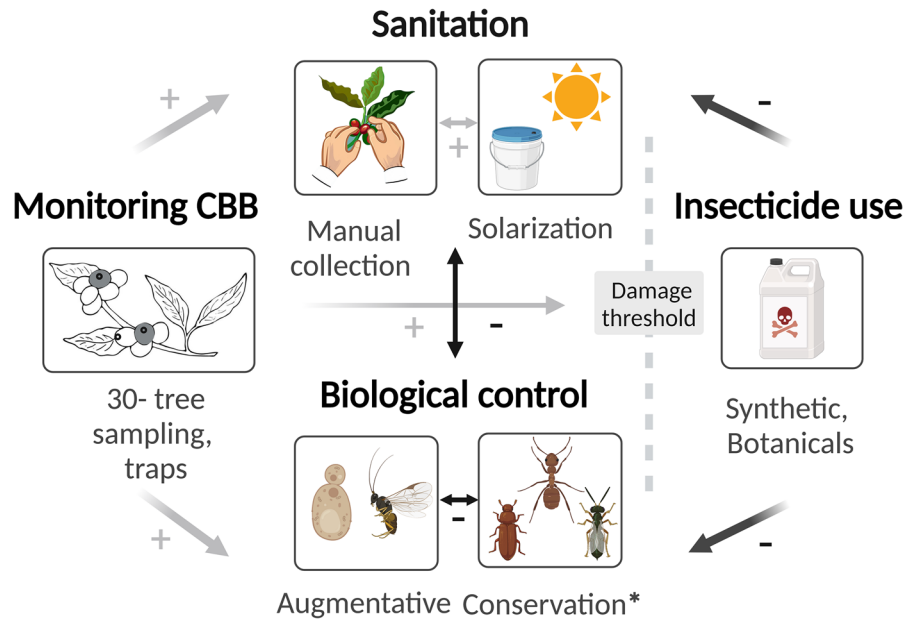 Sanitation
+
-
+
Monitoring CBB
Insecticide use
Manual
collection
Solarization
Damage
threshold
+
-
30- tree
sampling,
traps
Biological control
Synthetic,
Botanicals
-
+
-
Augmentative
Conservation*